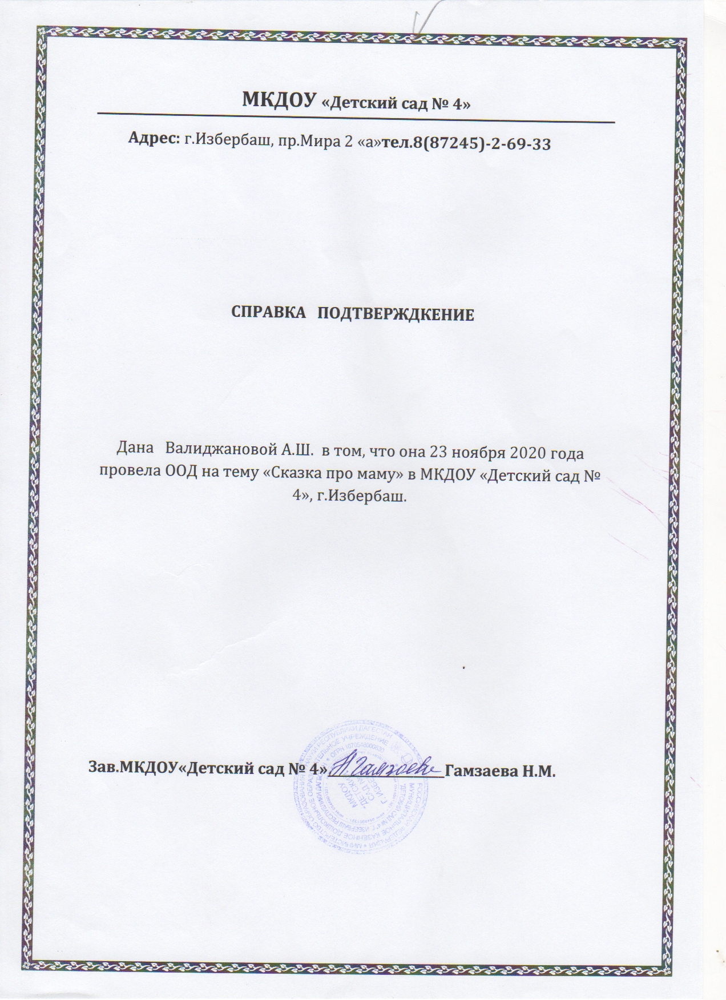 МКДОУ «Детский сад № 4»
Адрес: г.Избербаш, пр.Мира 2 «а»тел.8(87245)-2-69-33
СПРАВКА ПОДТВЕРЖДКЕНИЕ
Дана Валиджановой А.Ш. в том, что она 23 ноября 2020 года
провела ООД на тему «Сказка про маму» в МКДОУ «Детский сад №
4», г.Избербаш.
Зав.МКДОУ«Детский сад № 4» Н.Гамзаева Гамзаева Н.М.